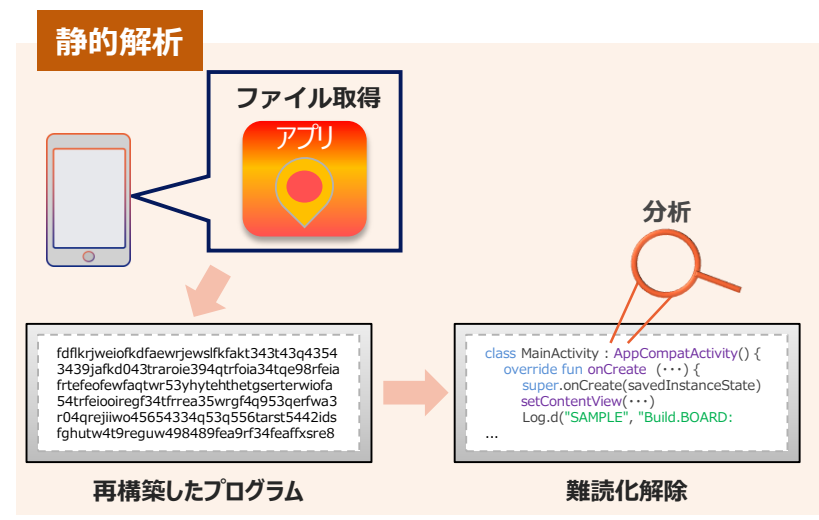 静的解析
ファイル取得
アプリ
分析
fdflkrjweiofkdfaewrjewslfkfakt343t43q4354
3439jafkd043traroie394qtrfoia34tqe98rfeia
frtefeofewfaqtwr53yhytehthetgserterwiofa
54trfeiooiregf34tfrrea35wrgf4q953qerfwa3
r04qrejiiwo45654334q53q556tarst5442ids
fghutw4t9reguw498489fea9rf34feaffxsre8
class MainActivity : AppCompatActivity() {
override fun onCreate (･･･) {
super.onCreate(savedInstanceState)
setContentView(･･･)
Log.d("SAMPLE", "Build.BOARD:
...
再構築したプログラム
難読化解除